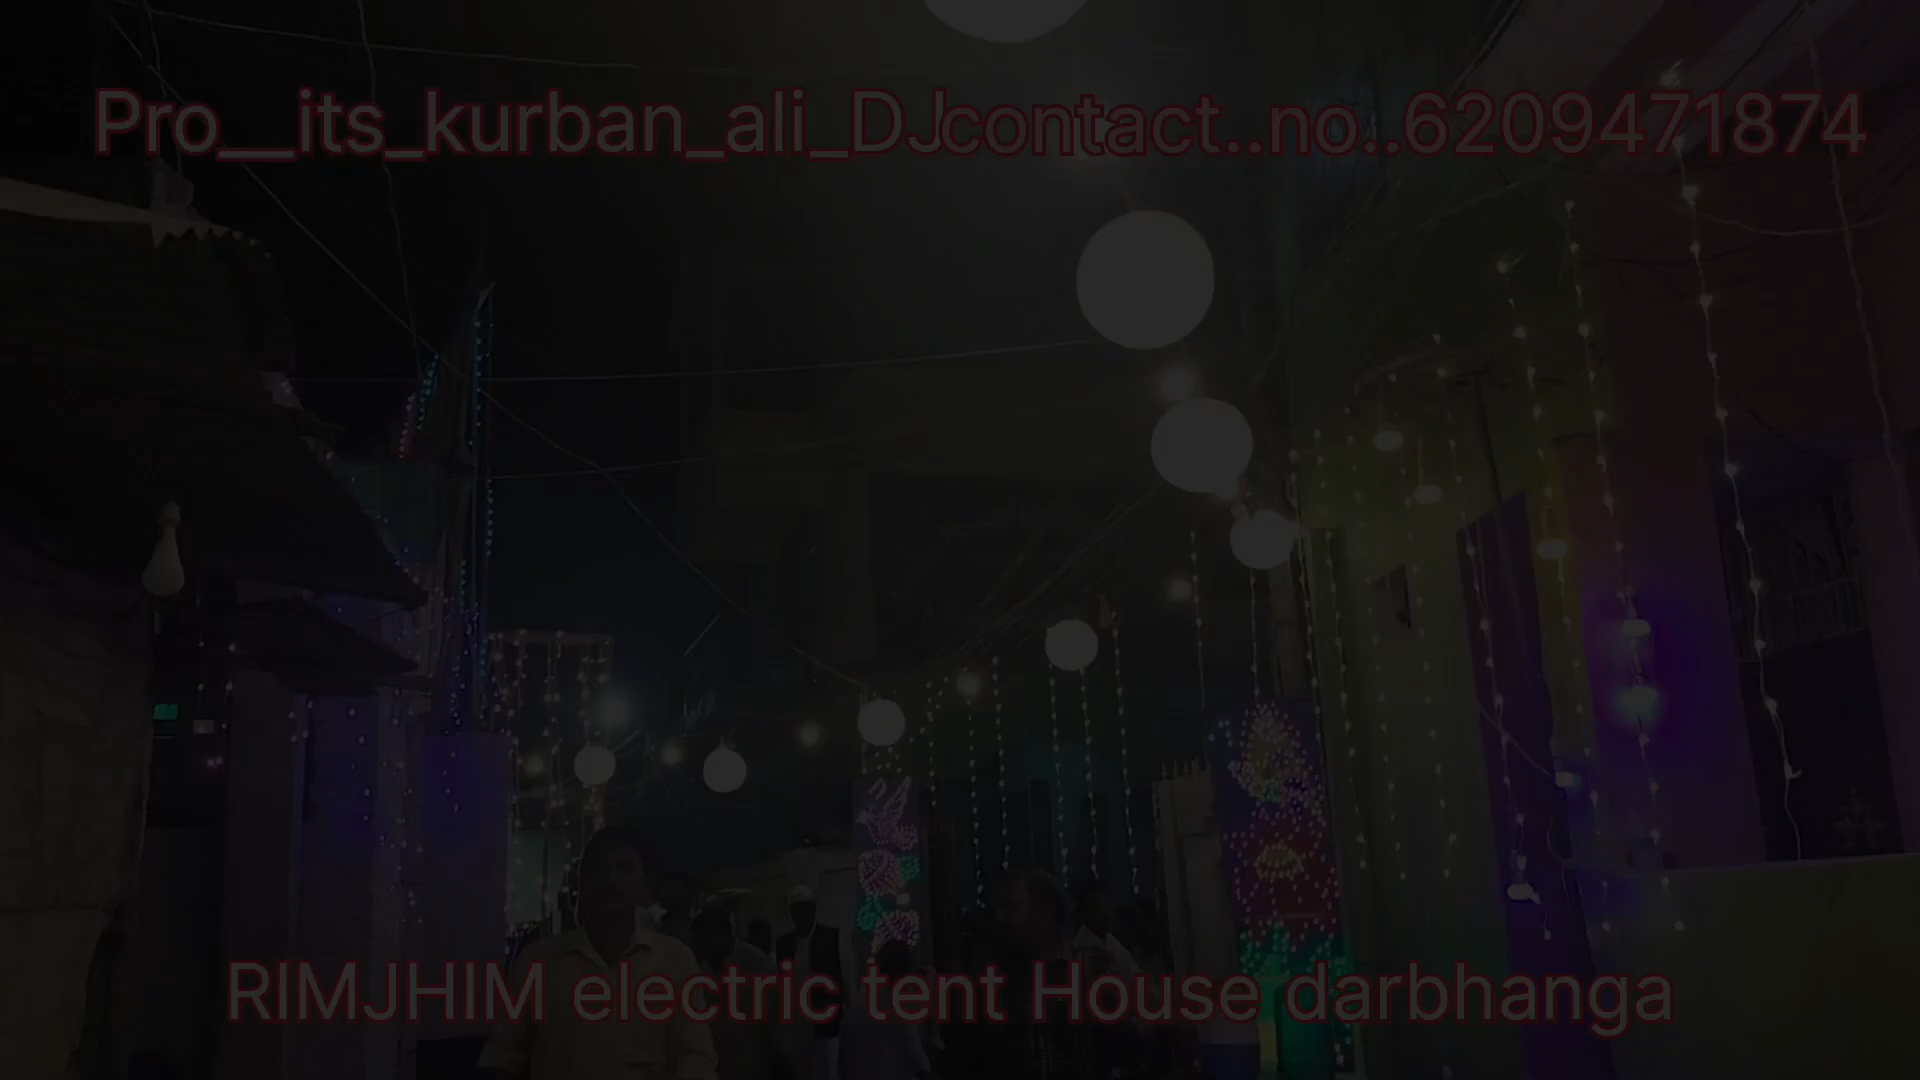 Pro__its_kurban_ali_DJcontact..no..6209471874
RIMJHIM electric tent House darbhanga